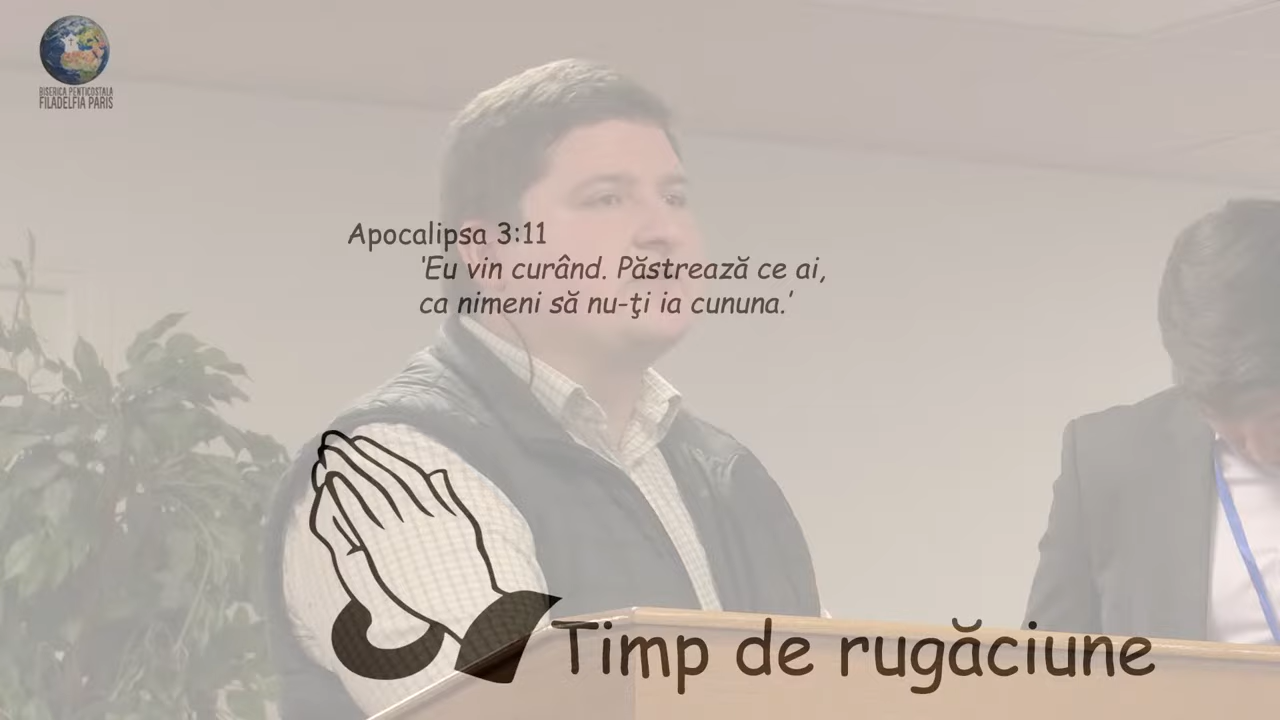 BISERICA PENTICOSTALA
FILADELFIA PARIS
Apocalipsa 3:11
'Eu vin curând. Păstrează ce ai,
ca nimeni să nu-ţi ia cununa.'
Timp de rugăciune